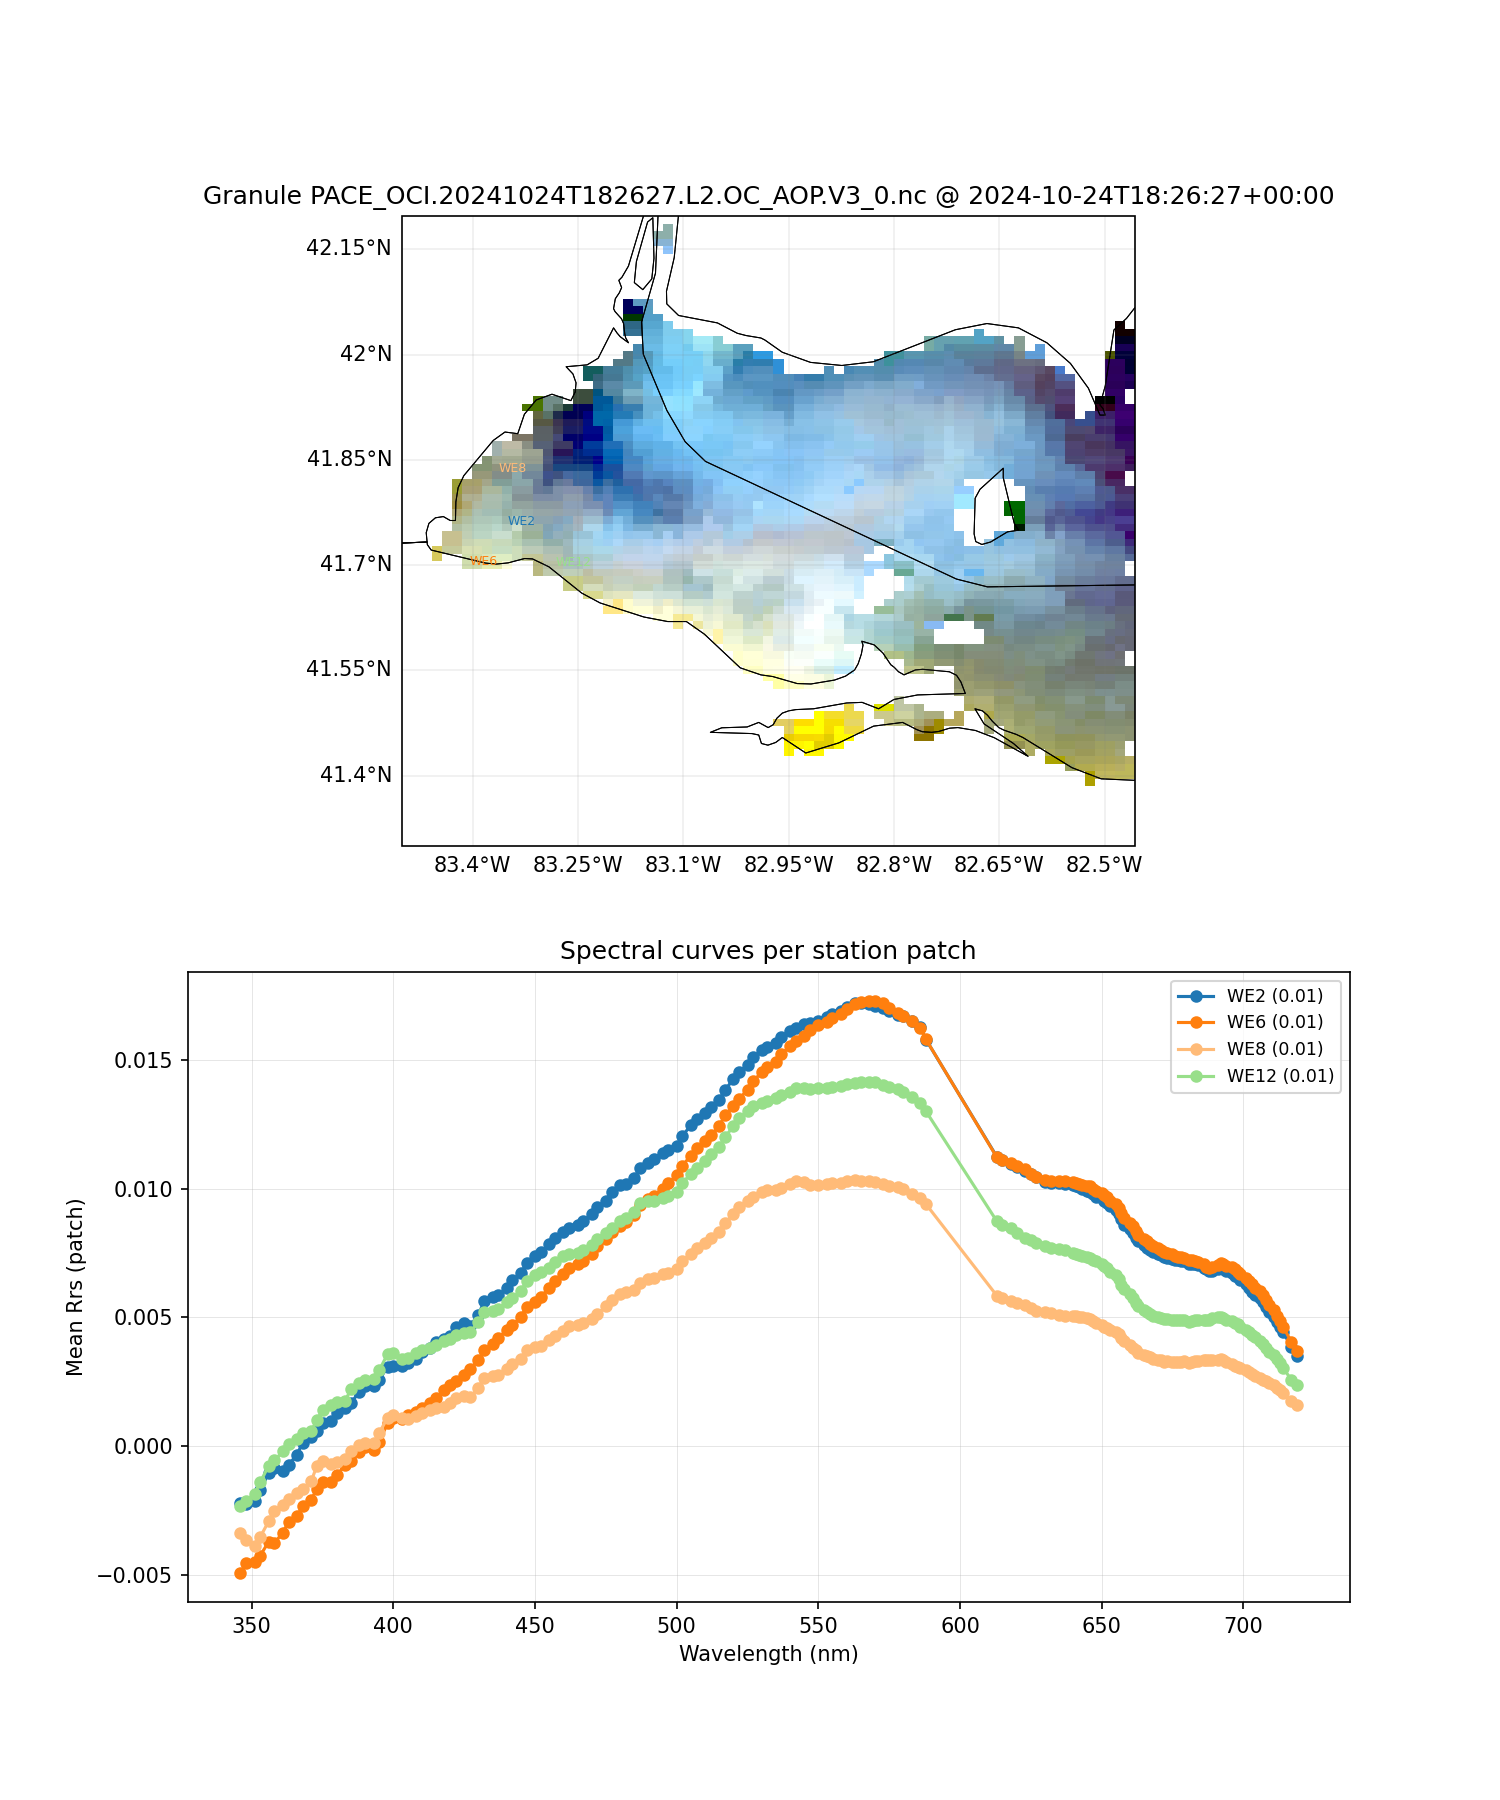 Granule PACE_OCI.20241024T182627.L2.OC_AOP.V3_0.nc @ 2024-10-24T18:26:27+00:00
42.15°N
42°N
41.85°N
41.7°N
41.55°N
41.4°N
WE8
WE2
WE6
83.4°W 83.25°W 83.1°W 82.95°W 82.8°W 82.65°W 82.5°W
Spectral curves per station patch
WE2 (0.01)
WE6 (0.01)
WE8 (0.01)
WE12 (0.01)
0.015
0.010
0.005
0.000
−0.005
Mean Rrs (patch)
350 400 450 500 550 600 650 700
Wavelength (nm)